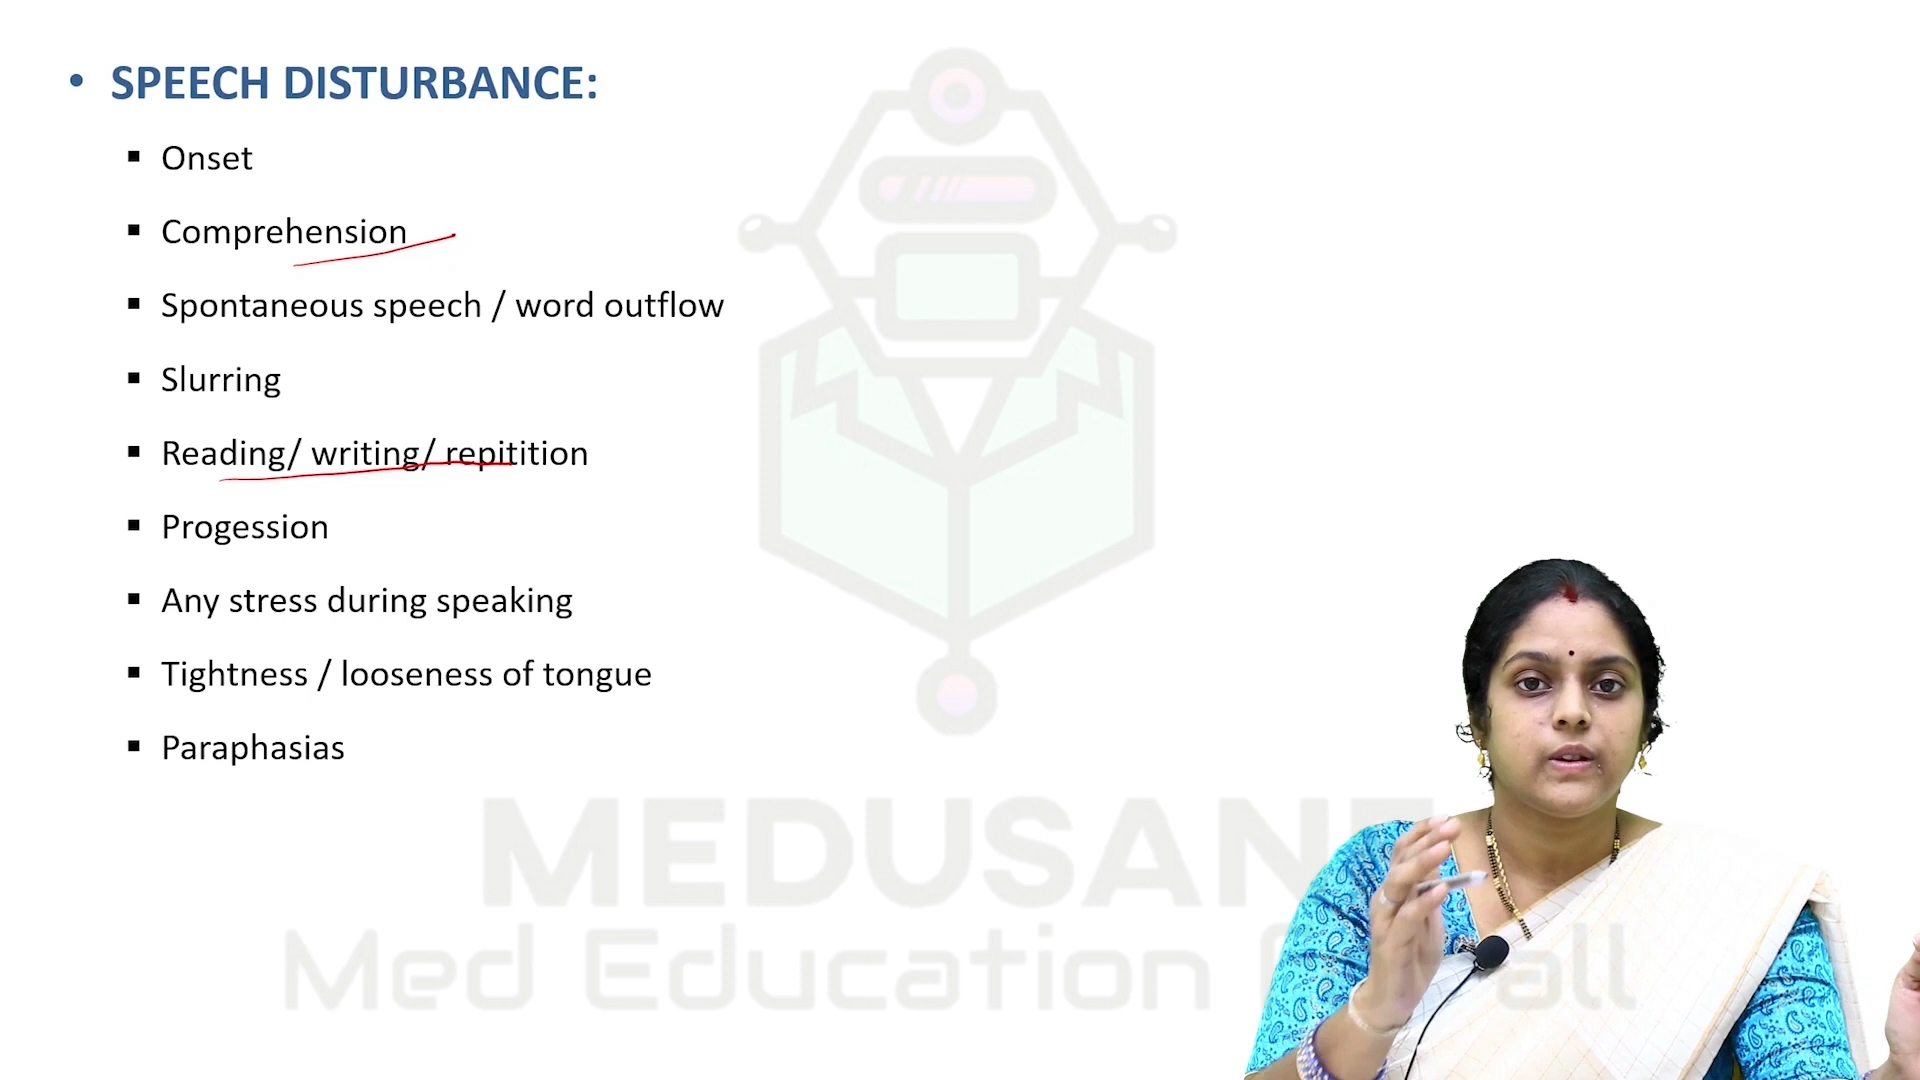 • SPEECH DISTURBANCE:
▪ Onset
▪ Comprehension
▪ Spontaneous speech / word outflow
▪ Slurring
▪ Reading/ writing/ repitition
▪ Progession
▪ Any stress during speaking
▪ Tightness / looseness of tongue
▪ Paraphasias
Med Education all